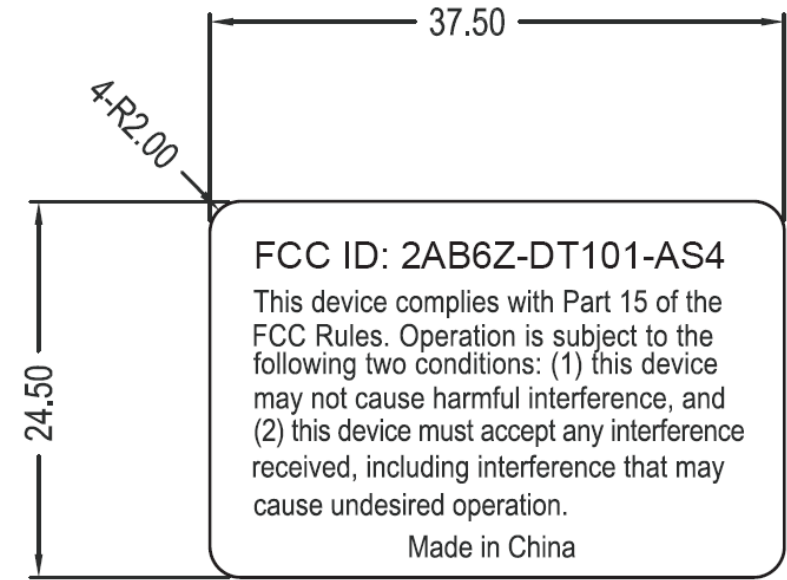 37.50
4-R2.00
24.50
FCC ID: 2AB6Z-DT101-AS4
This device complies with Part 15 of the
FCC Rules. Operation is subject to the
following two conditions: (1) this device
may not cause harmful interference, and
(2) this device must accept any interference
received, including interference that may
cause undesired operation.
Made in China